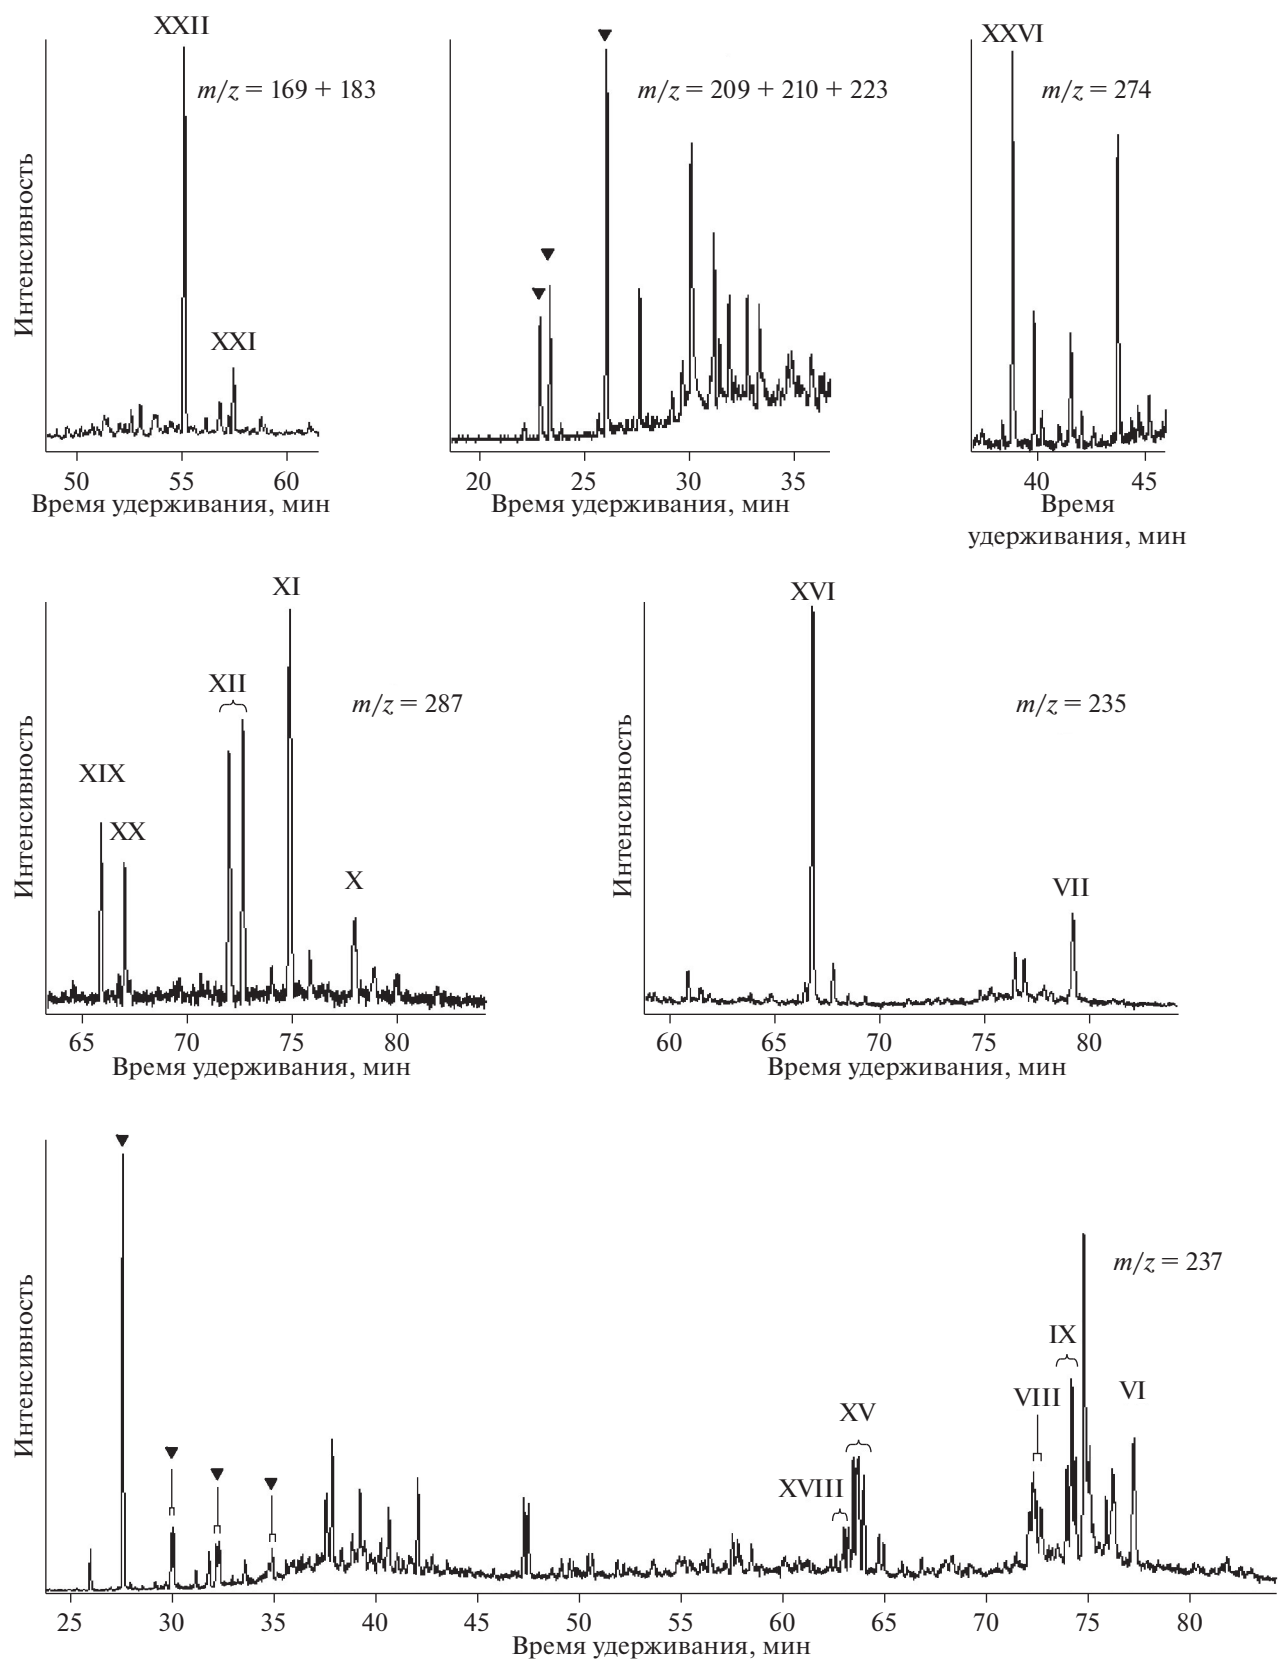 XXII
m/z = 169 + 183
XXI
Интенсивность
50 55 60
Время удерживания, мин
m/z = 209 + 210 + 223
20 25 30 35
Время удерживания, мин
XXVI
m/z = 274
40 45
Время
удерживания, мин
XI
XII
m/z = 287
XIX
XX
X
Интенсивность
65 70 75 80
Время удерживания, мин
XVI
m/z = 235
VII
Интенсивность
60 65 70 75 80
Время удерживания, мин
m/z = 237
IX
VI
VIII
XV
XVIII
Интенсивность
25 30 35 40 45 50 55 60 65 70 75 80
Время удерживания, мин